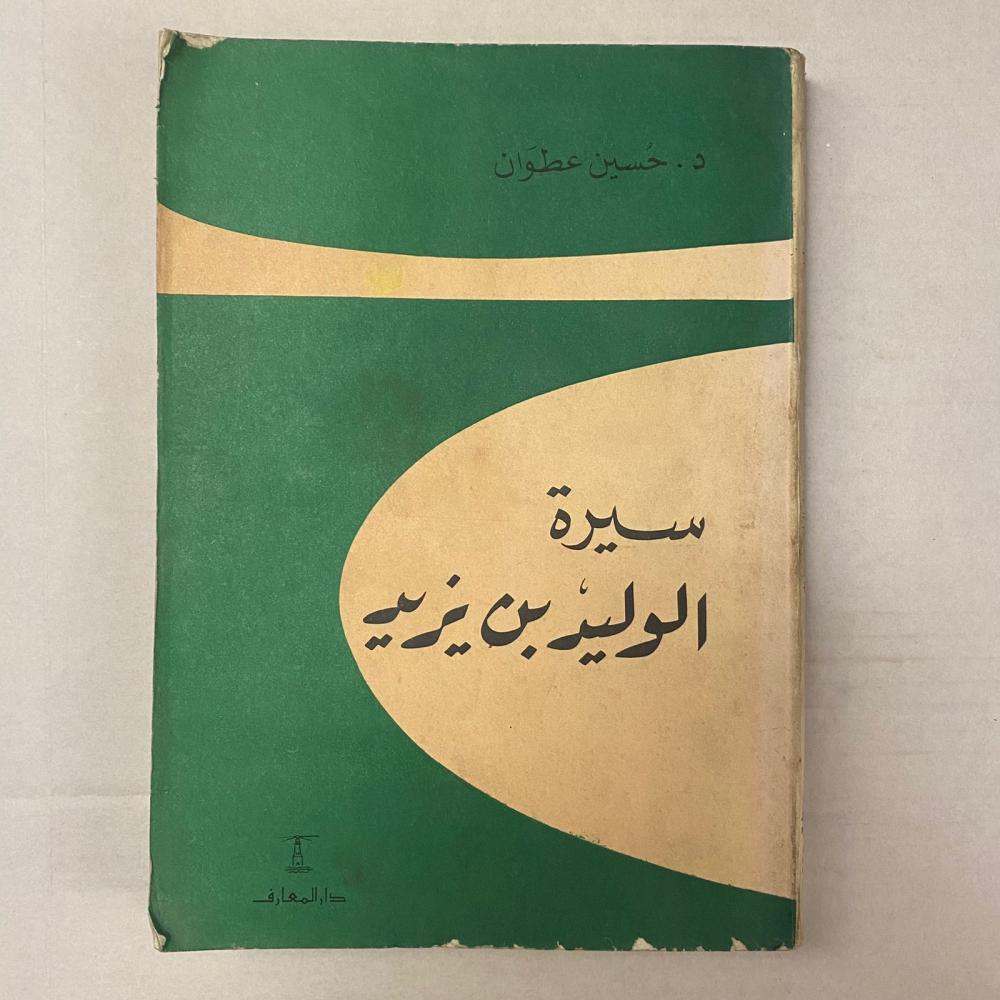 د. حُسين عطوَان
سيرة
الوليد بن يزيد
دار المعارف